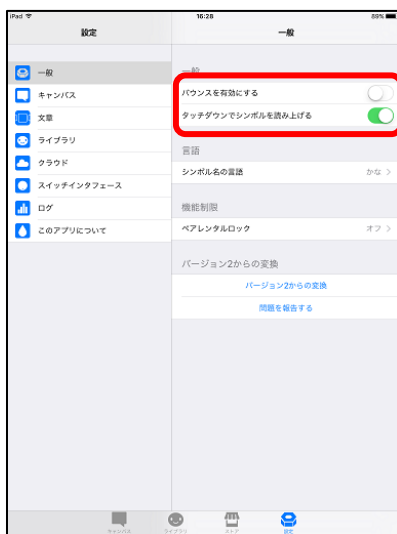 iPad 16:28 89%
設定 一般
一般 一般
キャンバス バウンスを有効にする
文章 タッチダウンでシンボルを読み上げる
ライブラリ 言語
クラウド シンボル名の言語 かな >
スイッチインタフェース
ログ 機能制限
このアプリについて ペアレンタルロック オフ >
バージョン2からの変換
バージョン2からの変換
問題を報告する
キャンバス ライブラリ ストア 設定